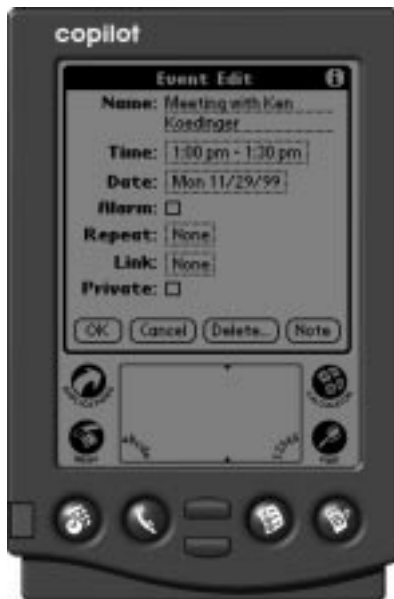 copilot
Event Edit i
Name: Meeting with Ken
Koedinger
Time: 1:00 pm - 1:30 pm
Date: Mon 11/29/99
Alarm:
Repeat: None
Link: None
Private:
OK Cancel Delete... Note